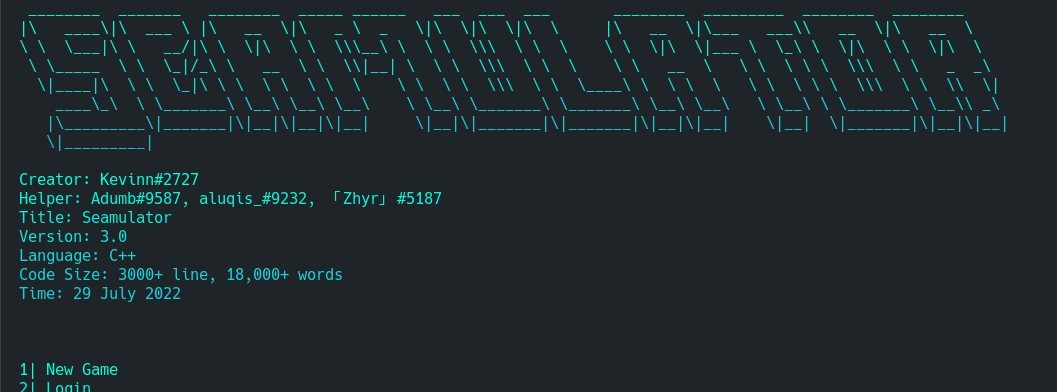 SEAMULATOR
Creator: Kevinn#2727
Helper: Adumb#9587, aluqis_#9232, 「Zhyr」#5187
Title: Seamulator
Version: 3.0
Language: C++
Code Size: 3000+ line, 18,000+ words
Time: 29 July 2022
1| New Game
2| Login